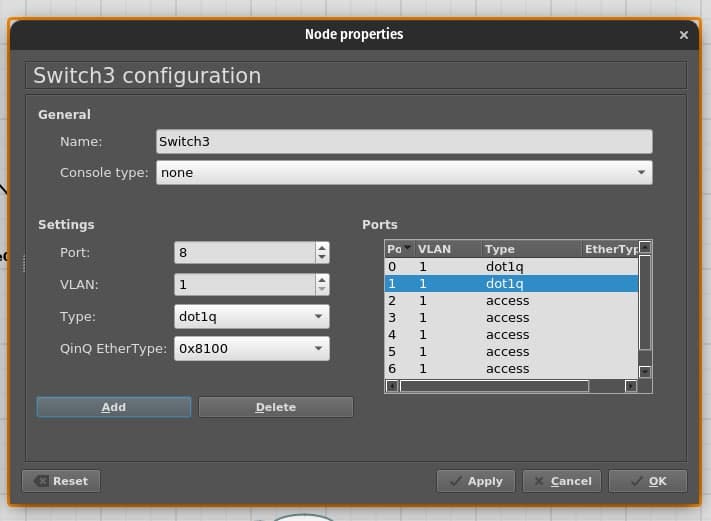 Node properties ×
Switch3 configuration
General
Name: Switch3
Console type: none
Settings
Port: 8
VLAN: 1
Type: dot1q
QinQ EtherType: 0x8100
Add Delete
Ports
Po VLAN Type EtherTyp
0 1 dot1q
1 1 dot1q
2 1 access
3 1 access
4 1 access
5 1 access
6 1 access
Reset Apply Cancel OK